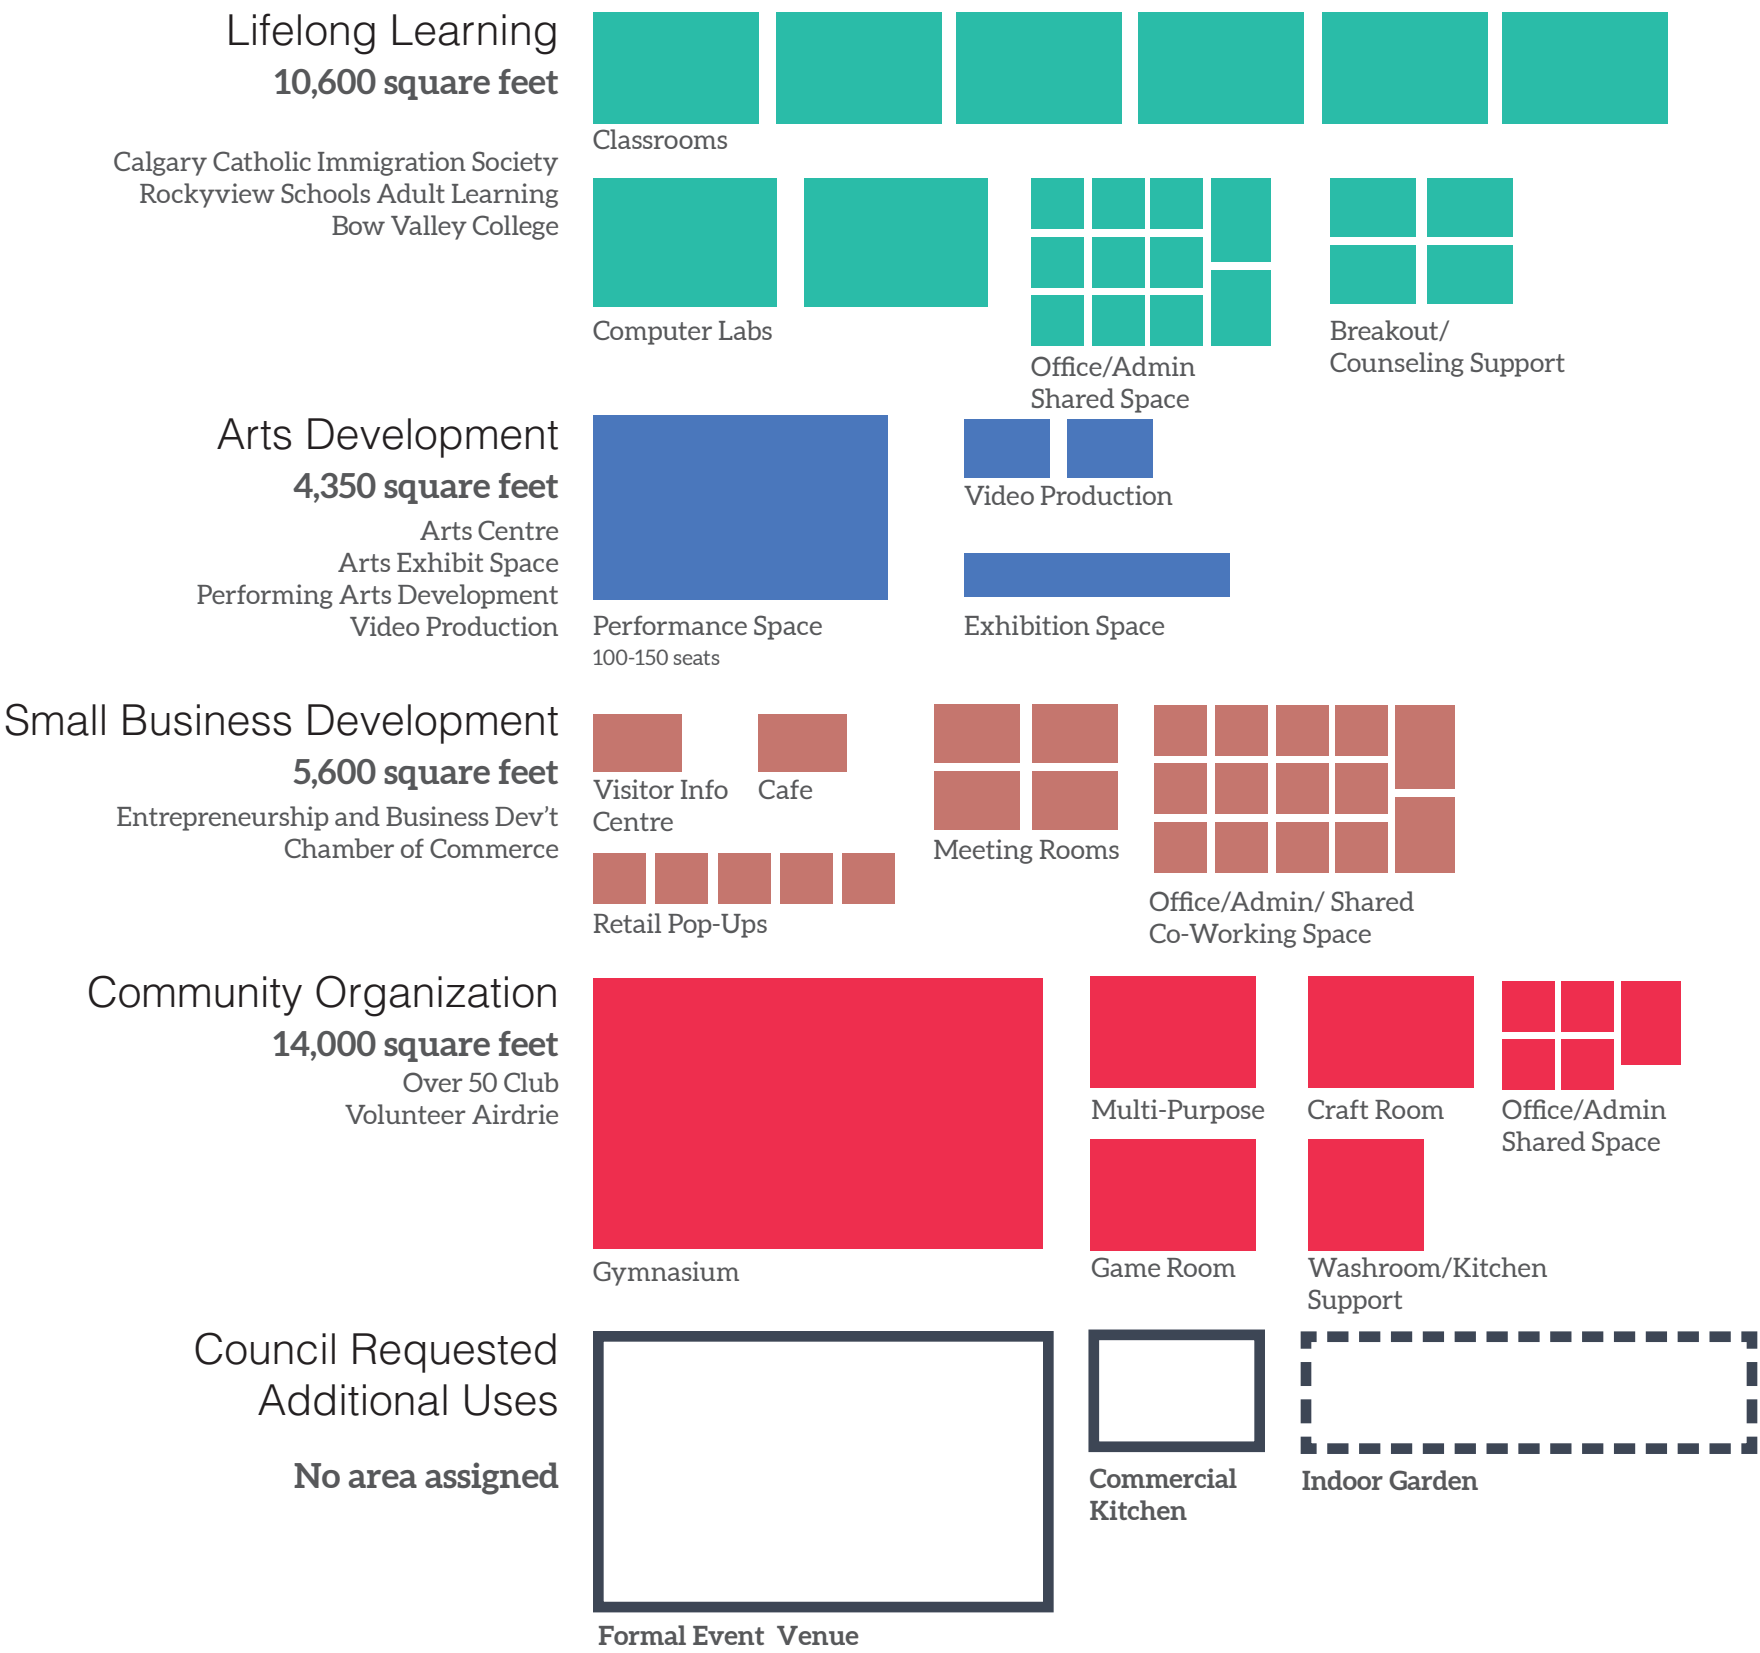 Lifelong Learning
10,600 square feet
Calgary Catholic Immigration Society
Rockyview Schools Adult Learning
Bow Valley College
Classrooms
Computer Labs
Office/Admin
Shared Space
Breakout/
Counseling Support
Arts Development
4,350 square feet
Arts Centre
Arts Exhibit Space
Performing Arts Development
Video Production
Performance Space
100-150 seats
Video Production
Exhibition Space
Small Business Development
5,600 square feet
Entrepreneurship and Business Dev’t
Chamber of Commerce
Visitor Info
Centre
Cafe
Retail Pop-Ups
Meeting Rooms
Office/Admin/ Shared
Co-Working Space
Community Organization
14,000 square feet
Over 50 Club
Volunteer Airdrie
Gymnasium
Multi-Purpose
Craft Room
Office/Admin
Shared Space
Game Room
Washroom/Kitchen
Support
Council Requested
Additional Uses
No area assigned
Formal Event Venue
Commercial
Kitchen
Indoor Garden